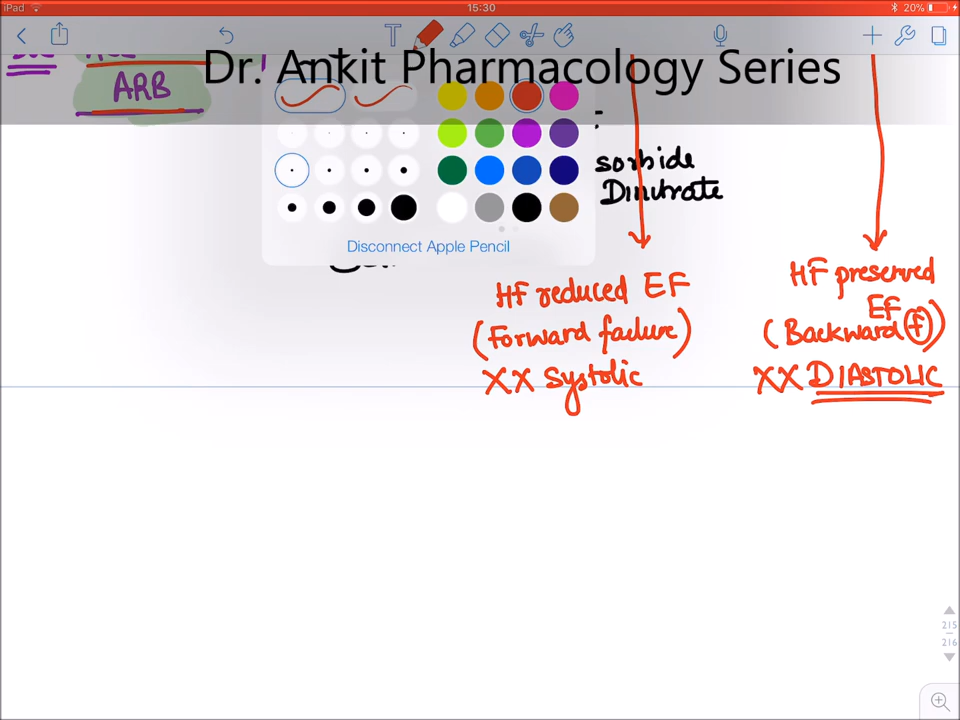 iPad 15:30 20%
T
Dr. Ankit Pharmacology Series
ARB
sorbide
Dinitrate
Disconnect Apple Pencil
HF reduced EF
(Forward failure)
XX Systolic
HF preserved
EF
(Backward f)
XX DIASTOLIC
215
216